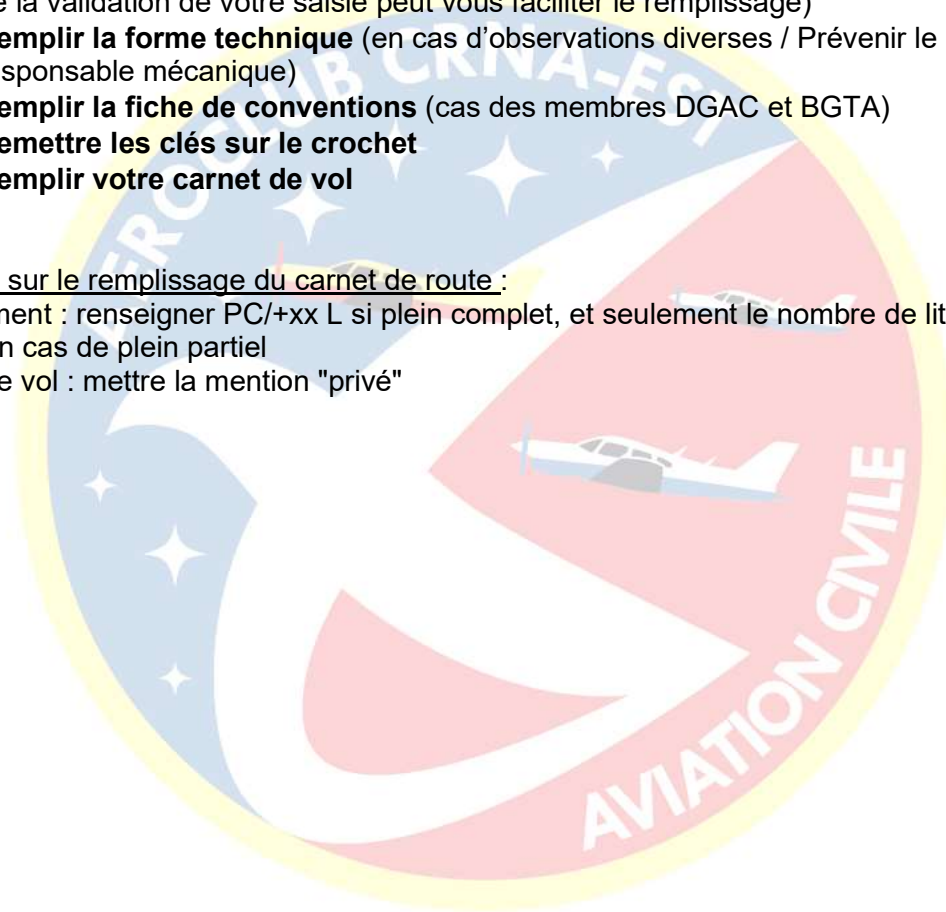 e la validation de votre saisie peut vous faciliter le remplissage)
emplir la forme technique (en cas d'observations diverses / Prévenir le
sponsable mécanique)
emplir la fiche de conventions (cas des membres DGAC et BGTA)
emettre les clés sur le crochet
emplir votre carnet de vol
sur le remplissage du carnet de route :
ment : renseigner PC/+xx L si plein complet, et seulement le nombre de lit
n cas de plein partiel
e vol : mettre la mention "privé"
AEROCLUB CRNA-EST
AVIATION CIVILE